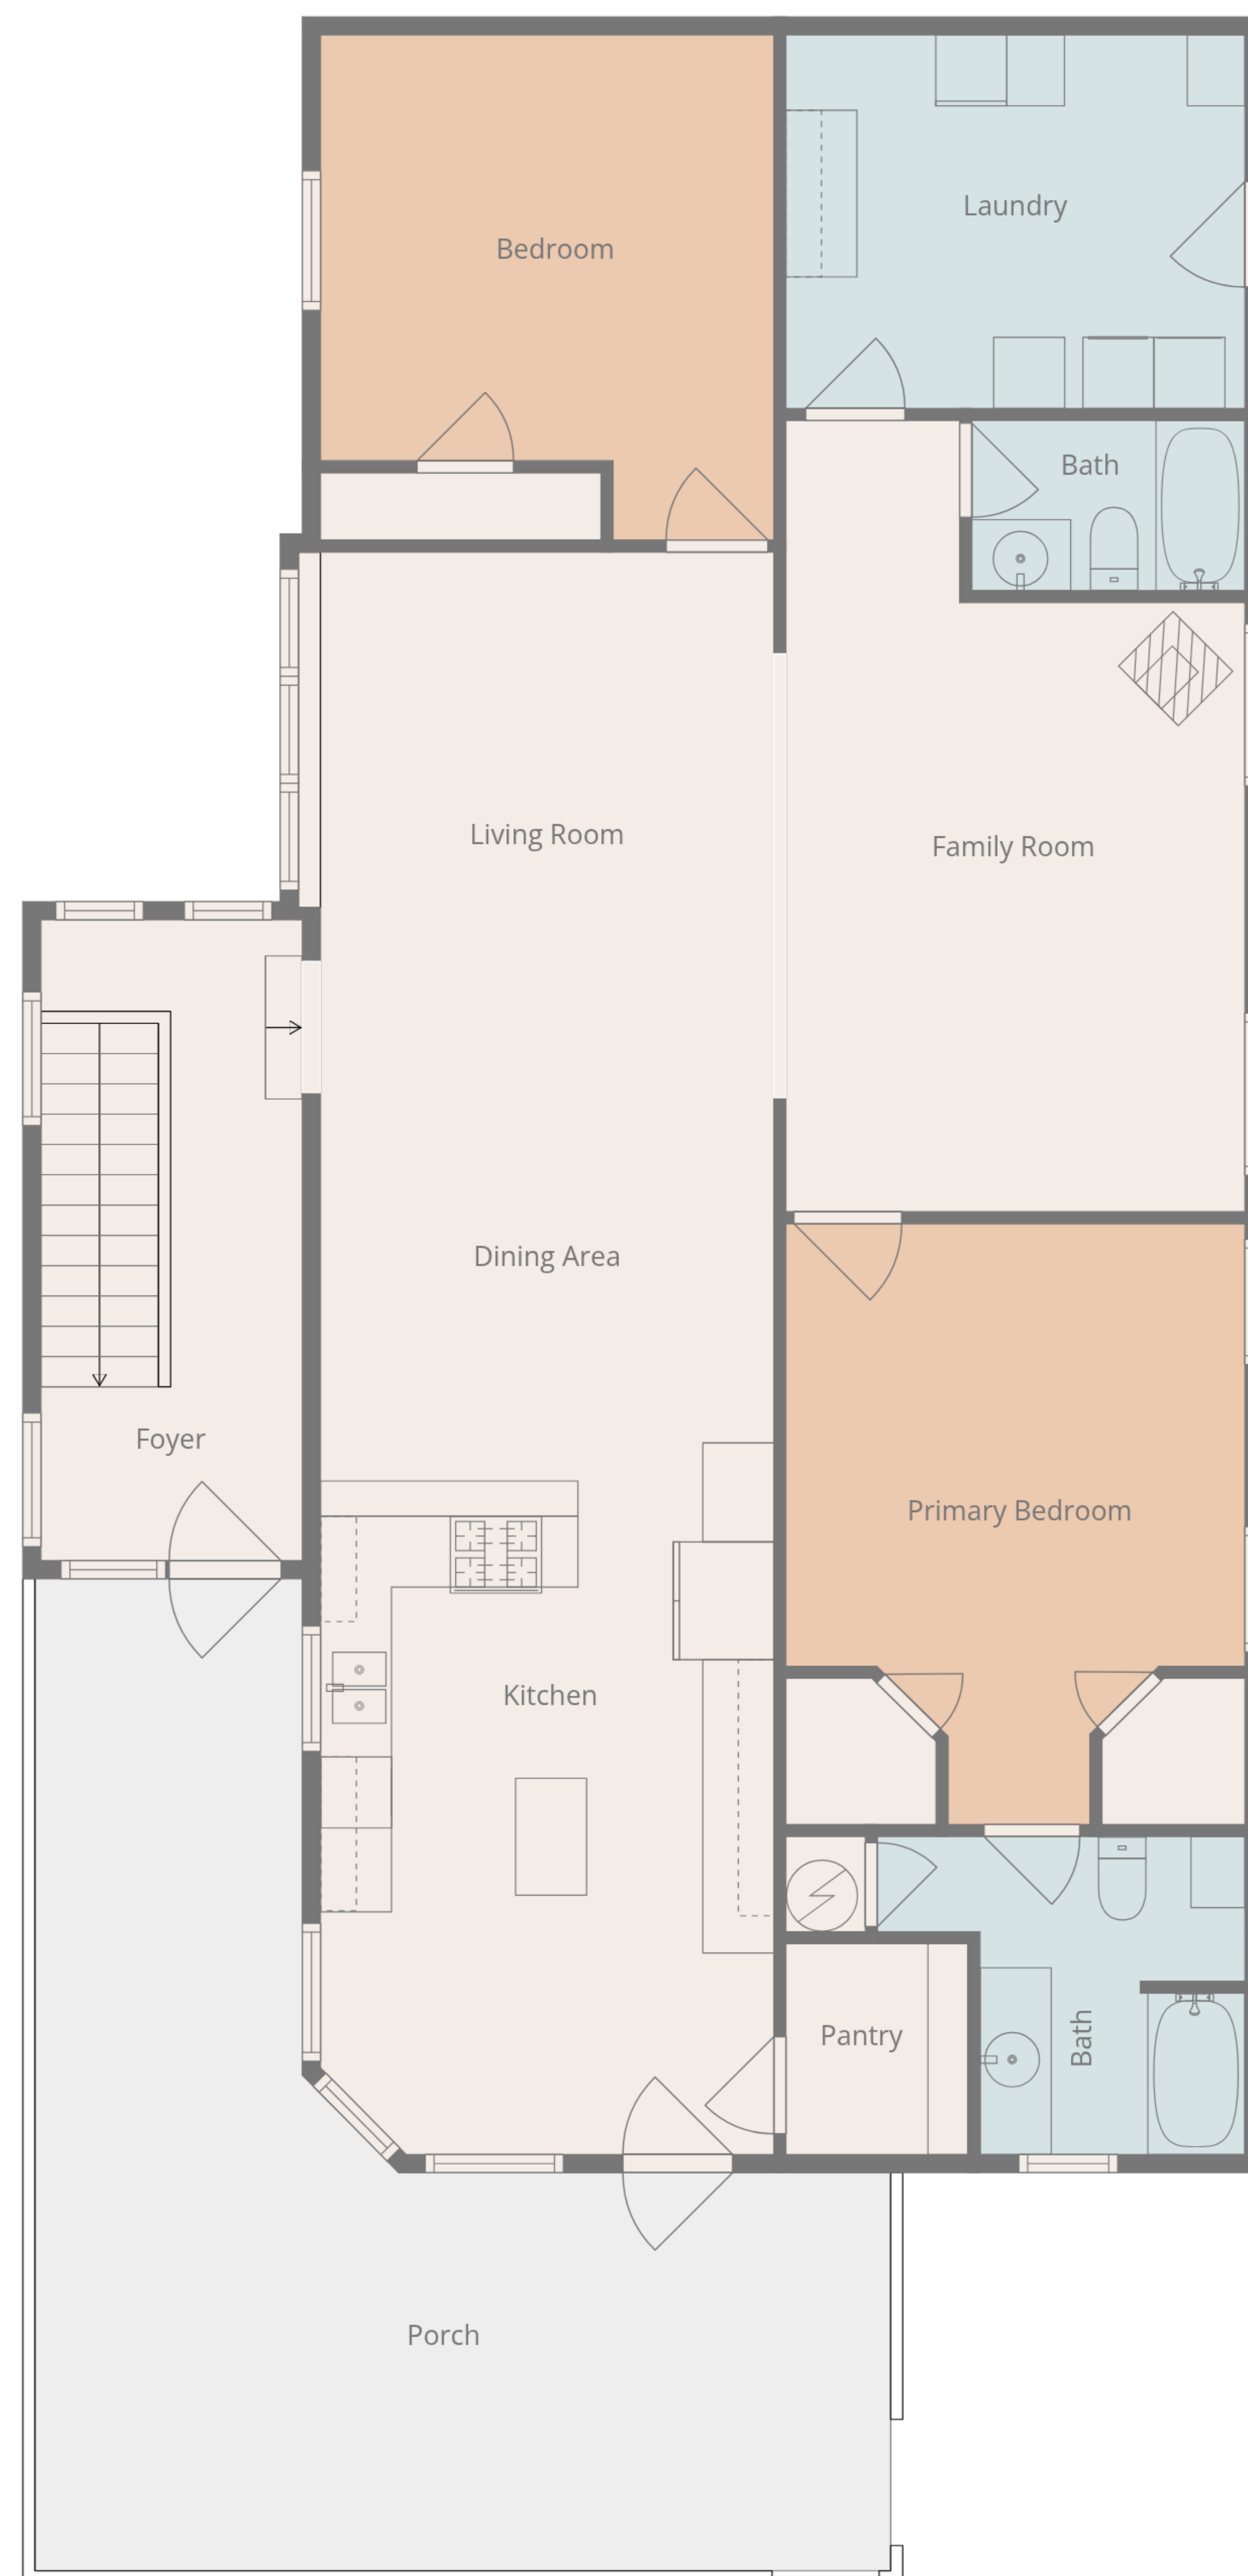 Laundry
Bedroom
Bath
Living Room
Family Room
Dining Area
Foyer
Primary Bedroom
Kitchen
Pantry
Bath
Porch